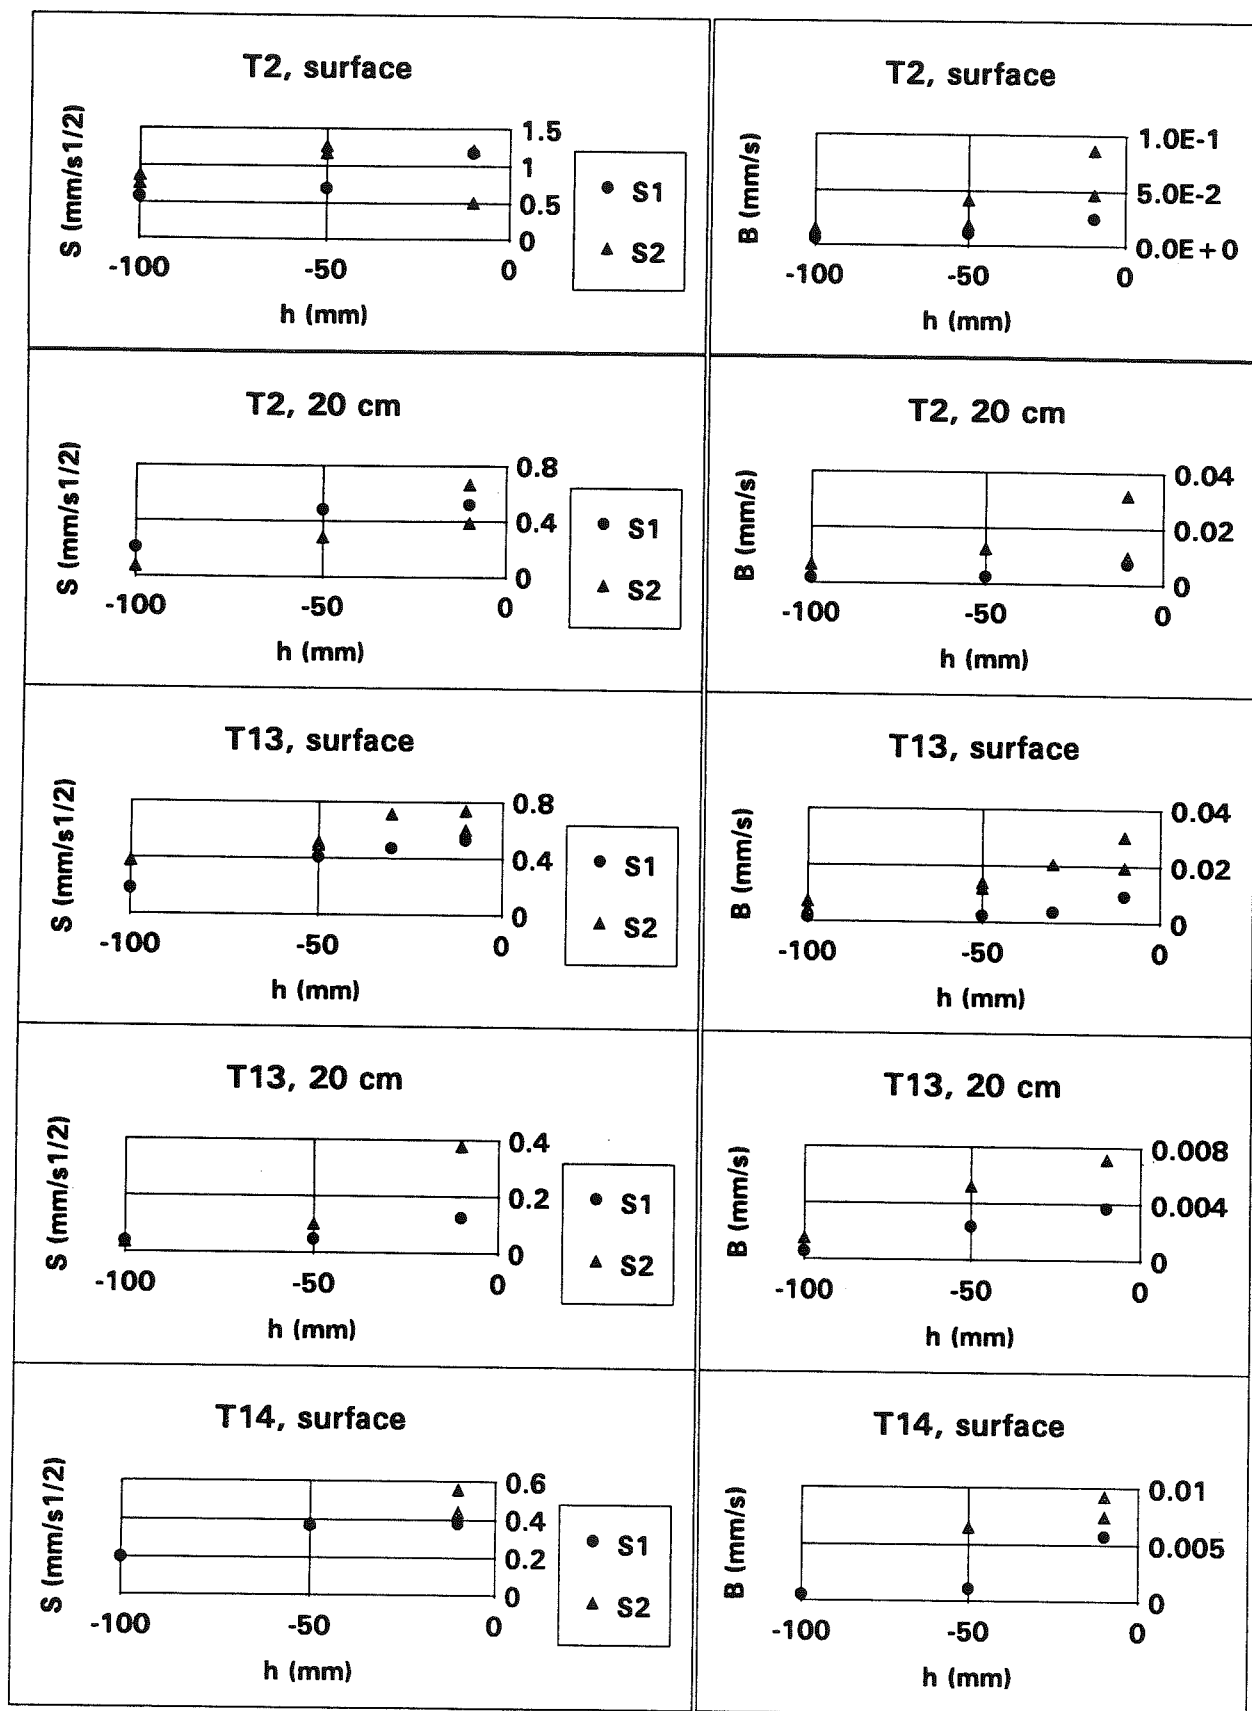 T2, surface
S (mm/s1/2)
1.5
1
0.5
0
-100
-50
0
h (mm)
S1
S2
T2, surface
B (mm/s)
1.0E-1
5.0E-2
0.0E+0
-100
-50
0
h (mm)
T2, 20 cm
S (mm/s1/2)
0.8
0.4
0
-100
-50
0
h (mm)
S1
S2
T2, 20 cm
B (mm/s)
0.04
0.02
0
-100
-50
0
h (mm)
T13, surface
S (mm/s1/2)
0.8
0.4
0
-100
-50
0
h (mm)
S1
S2
T13, surface
B (mm/s)
0.04
0.02
0
-100
-50
0
h (mm)
T13, 20 cm
S (mm/s1/2)
0.4
0.2
0
-100
-50
0
h (mm)
S1
S2
T13, 20 cm
B (mm/s)
0.008
0.004
0
-100
-50
0
h (mm)
T14, surface
S (mm/s1/2)
0.6
0.4
0.2
0
-100
-50
0
h (mm)
S1
S2
T14, surface
B (mm/s)
0.01
0.005
0
-100
-50
0
h (mm)